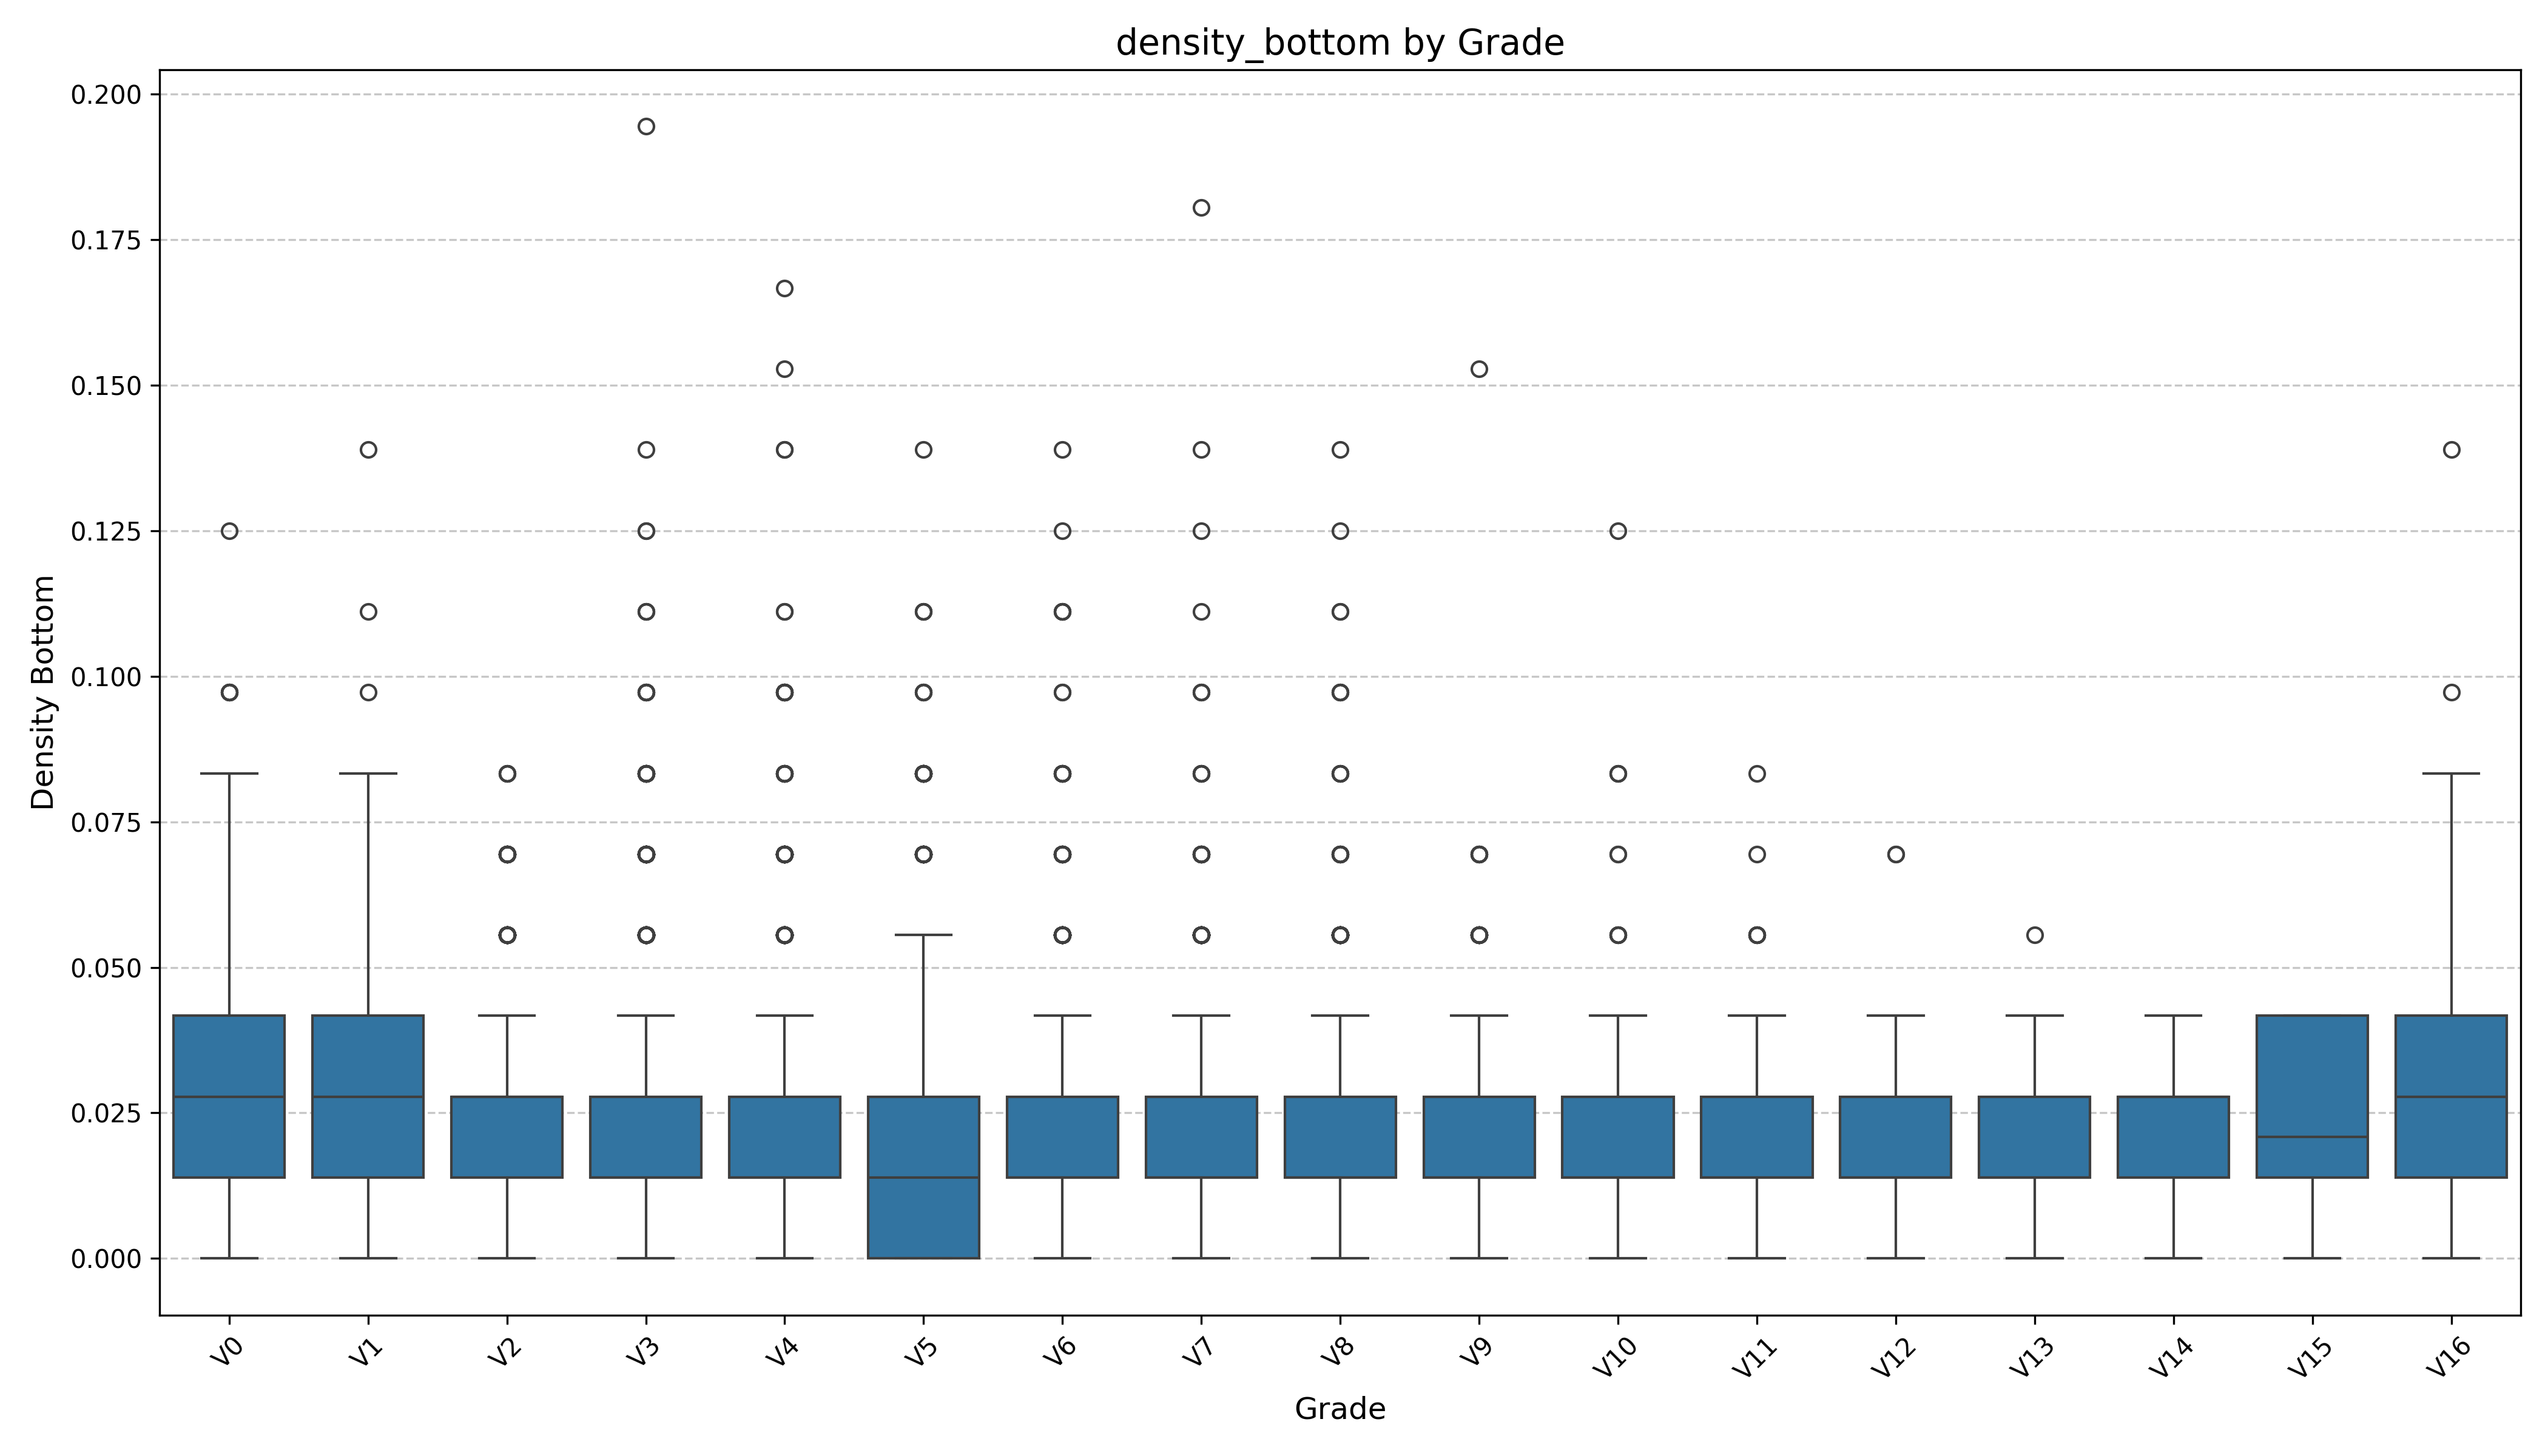 density_bottom by Grade
0.200
0.175
0.150
0.125
0.100
0.075
0.050
0.025
0.000
Density Bottom
V0 V1 V2 V3 V4 V5 V6 V7 V8 V9 V10 V11 V12 V13 V14 V15 V16
Grade